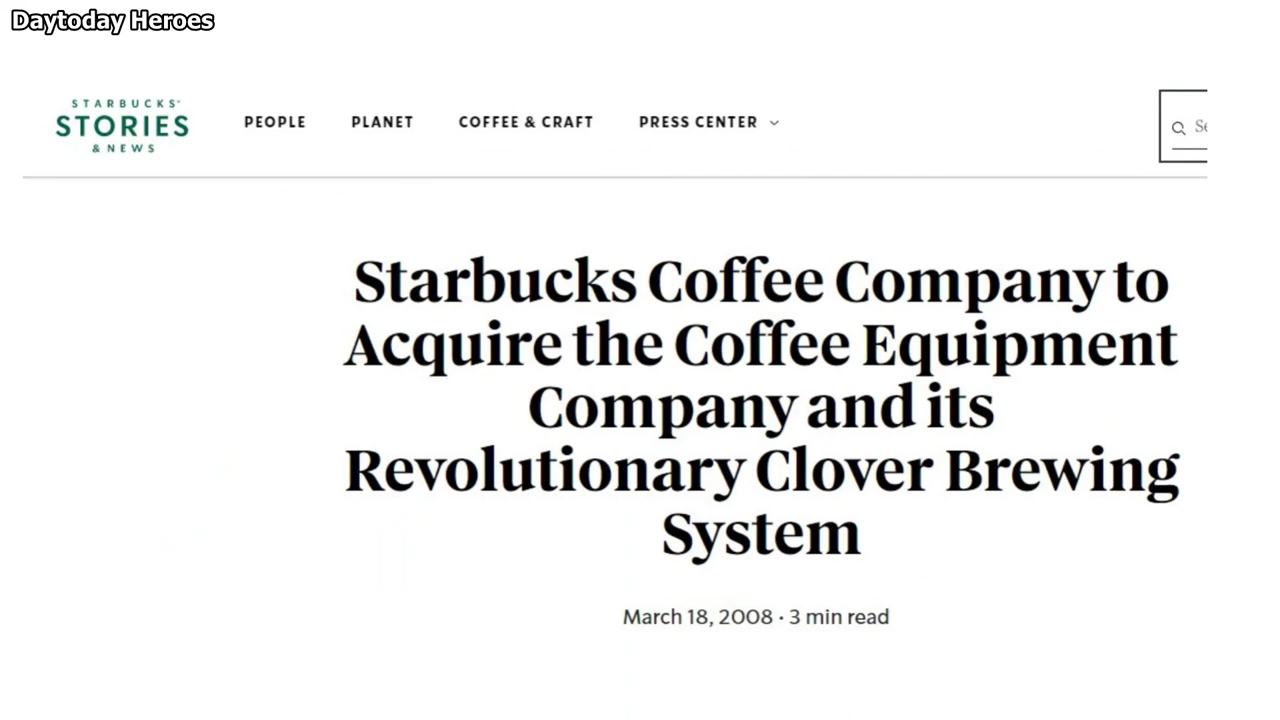 Daytoday Heroes
STARBUCKS
STORIES
& NEWS
PEOPLE PLANET COFFEE & CRAFT PRESS CENTER
Starbucks Coffee Company to
Acquire the Coffee Equipment
Company and its
Revolutionary Clover Brewing
System
March 18, 2008 · 3 min read